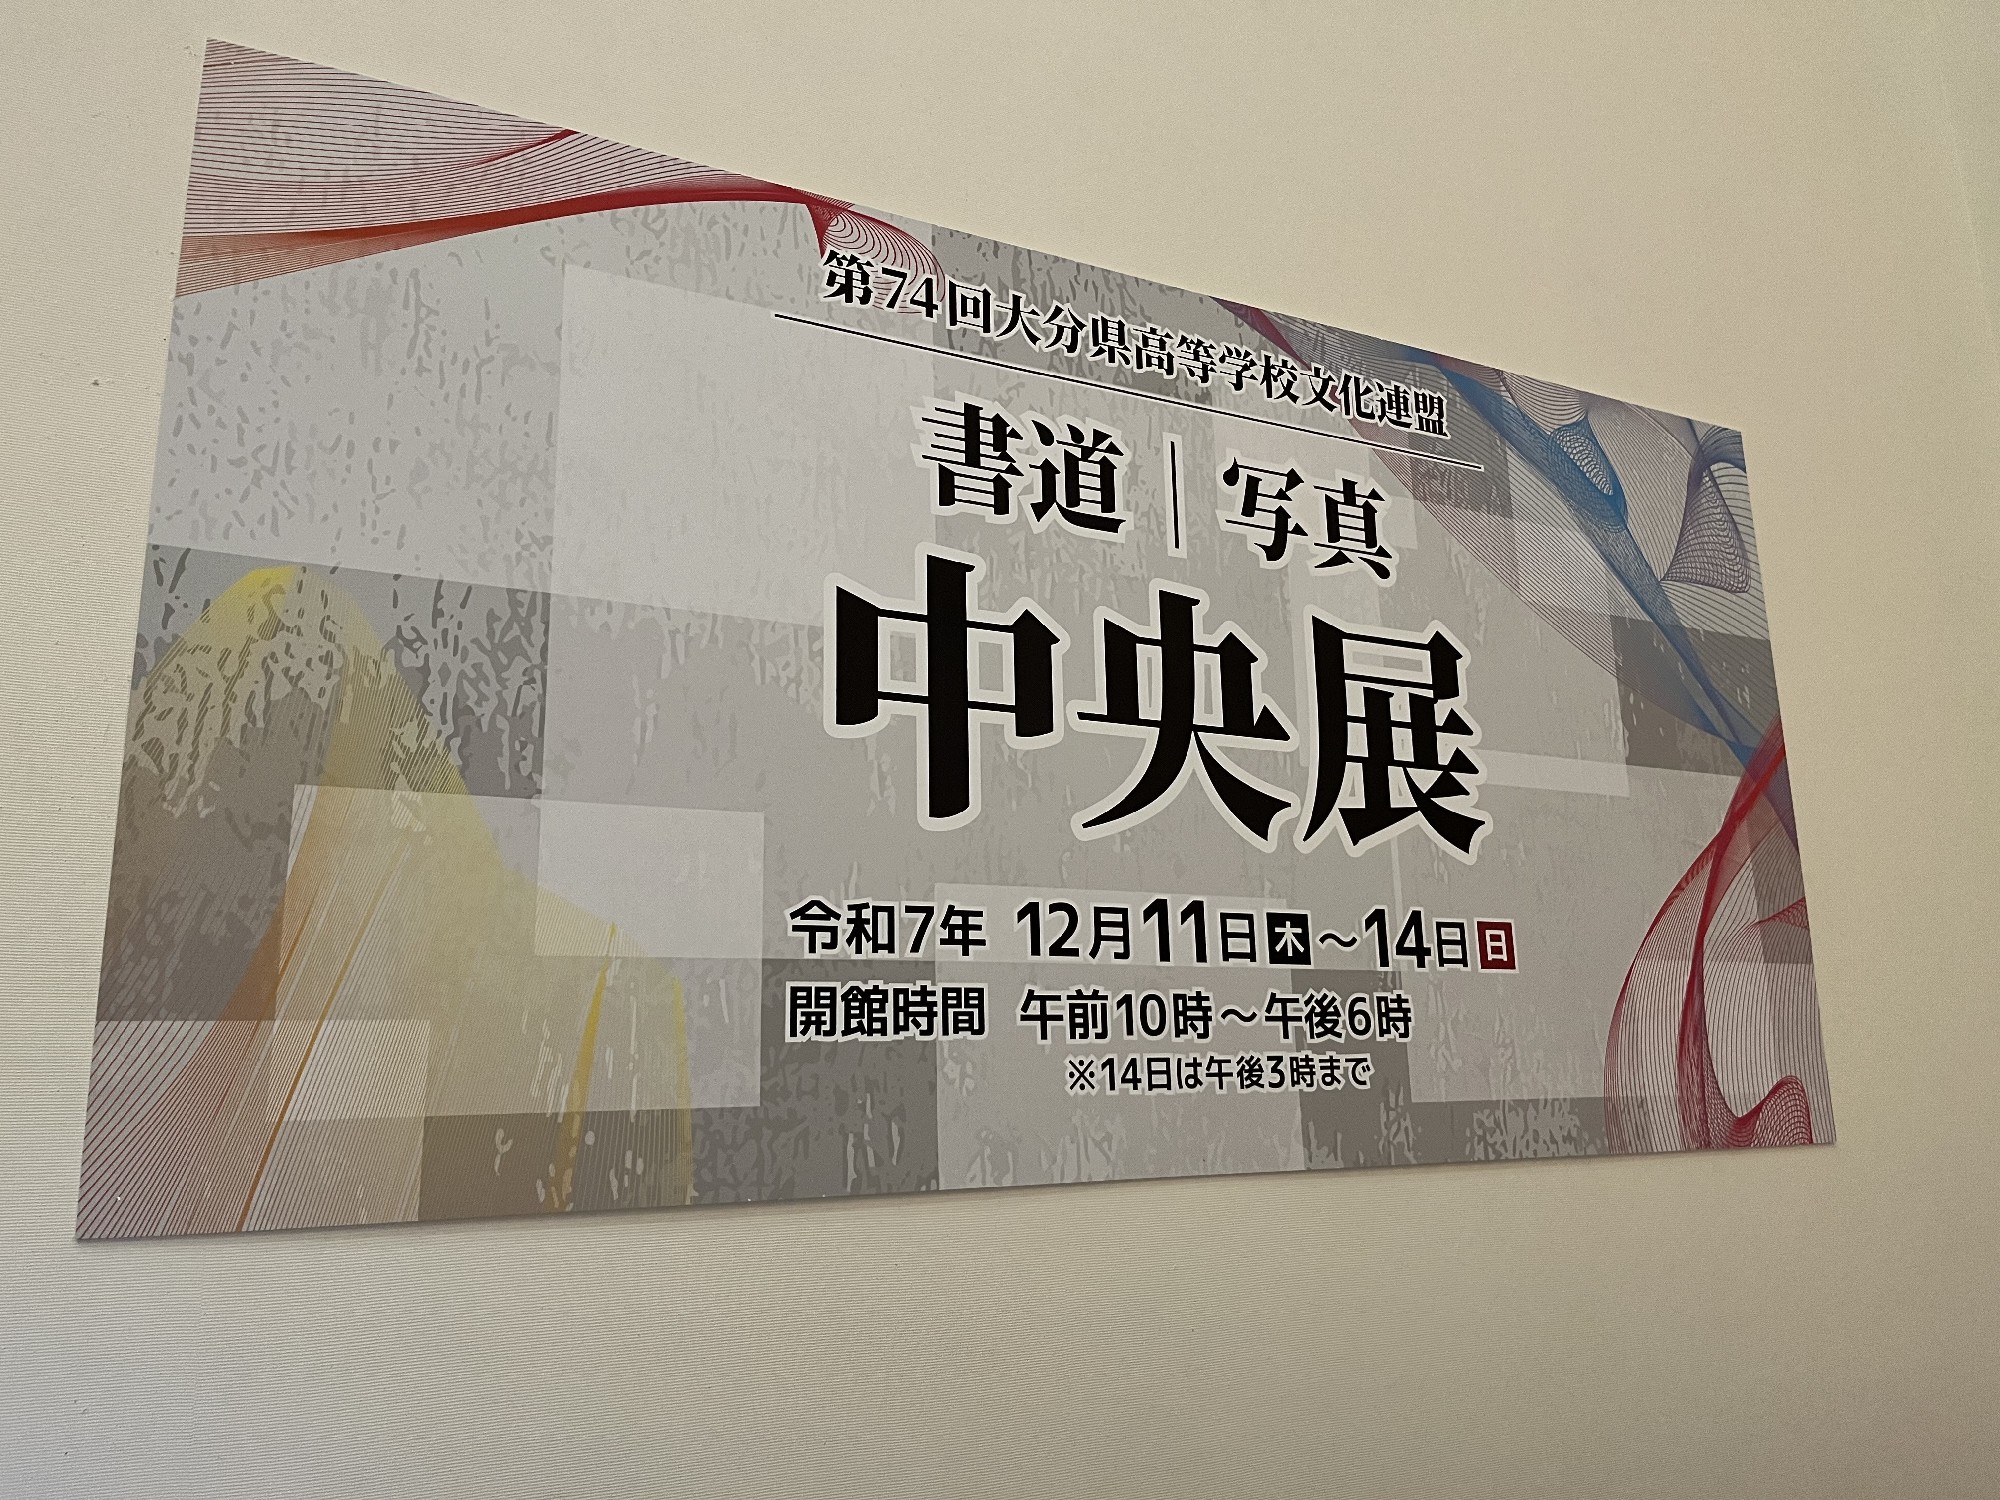 第74回大分県高等学校文化連盟
書道｜写真
中央展
令和7年 12月11日木～14日日
開館時間 午前10時～午後6時
※14日は午後3時まで